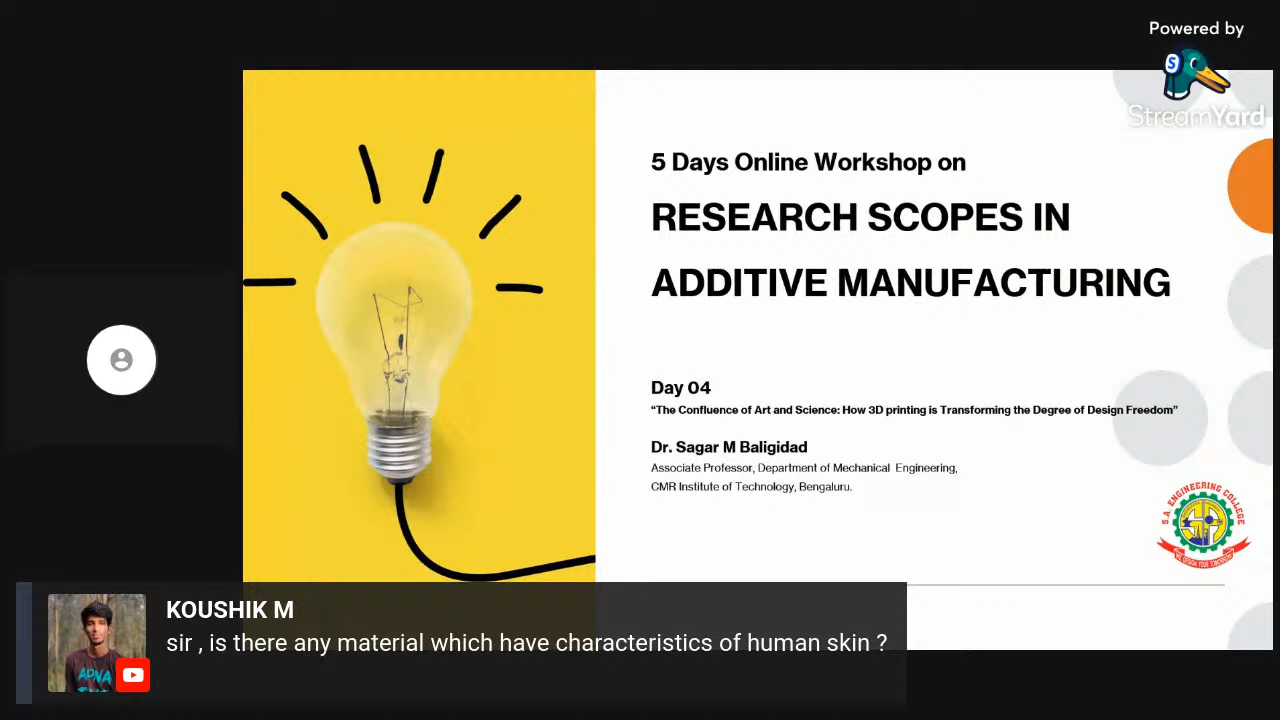 Powered by
StreamYard
5 Days Online Workshop on
RESEARCH SCOPES IN
ADDITIVE MANUFACTURING
Day 04
“The Confluence of Art and Science: How 3D printing is Transforming the Degree of Design Freedom”
Dr. Sagar M Baligidad
Associate Professor, Department of Mechanical Engineering,
CMR Institute of Technology, Bengaluru.
S.A. ENGINEERING COLLEGE
KOUSHIK M
sir , is there any material which have characteristics of human skin ?